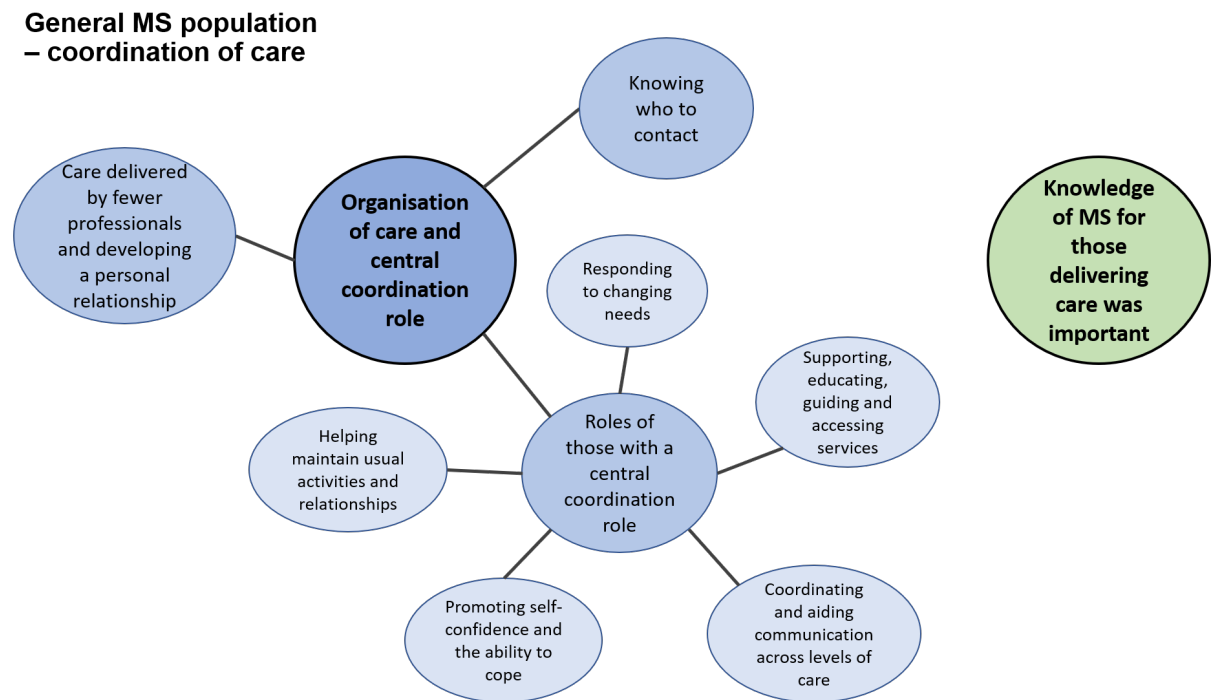 General MS population
– coordination of care
Knowing
who to
contact
Care delivered
by fewer
professionals
and developing
a personal
relationship
Organisation
of care and
central
coordination
role
Knowledge
of MS for
those
delivering
care was
important
Responding
to changing
needs
Supporting,
educating,
guiding and
accessing
services
Roles of
those with a
central
coordination
role
Helping
maintain usual
activities and
relationships
Promoting self-
confidence and
the ability to
cope
Coordinating
and aiding
communication
across levels of
care